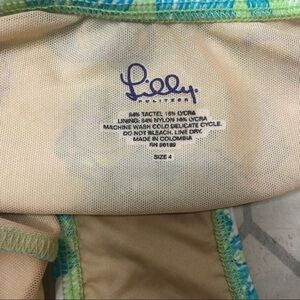 Lilly
PULITZER
84% TACTEL 16% LYCRA
LINING: 84% NYLON 16% LYCRA
MACHINE WASH COLD DELICATE CYCLE.
DO NOT BLEACH. LINE DRY.
MADE IN COLOMBIA
RN
SIZE 4